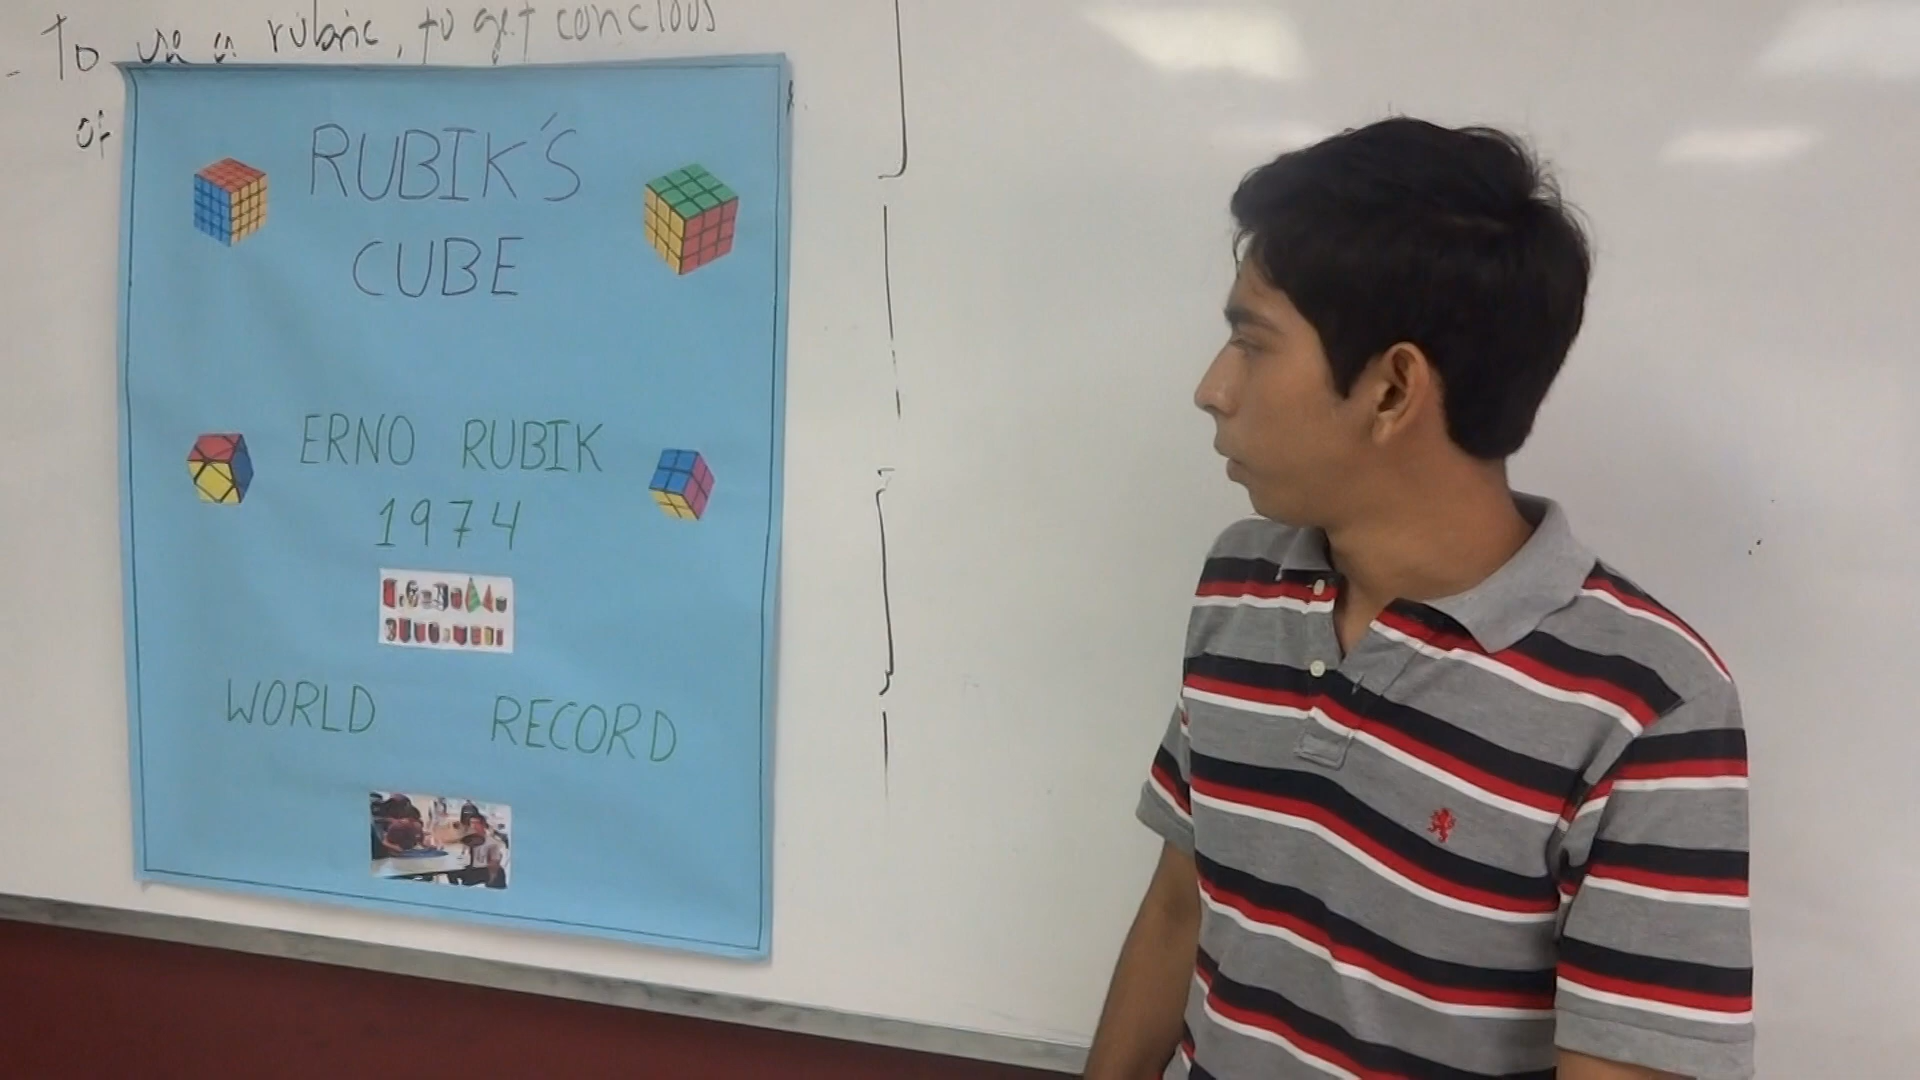 - To use a rubric, to get concious
of
RUBIK'S
CUBE
ERNO RUBIK
1974
WORLD RECORD